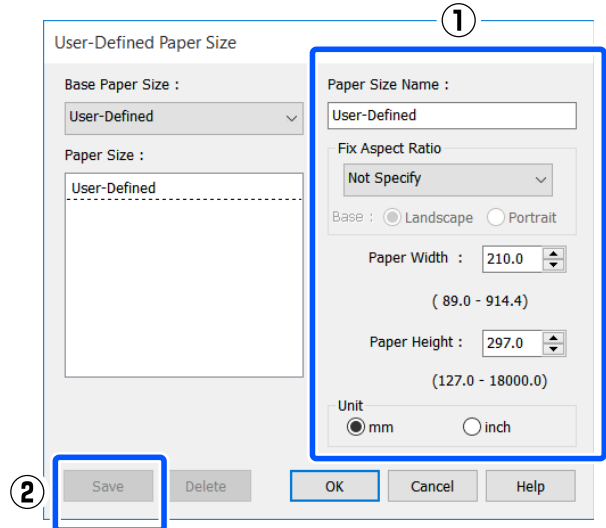 ①
User-Defined Paper Size
Base Paper Size :
User-Defined
Paper Size :
User-Defined
Paper Size Name :
User-Defined
Fix Aspect Ratio
Not Specify
Base : Landscape Portrait
Paper Width : 210.0
( 89.0 - 914.4)
Paper Height : 297.0
(127.0 - 18000.0)
Unit
mm inch
②
Save Delete OK Cancel Help